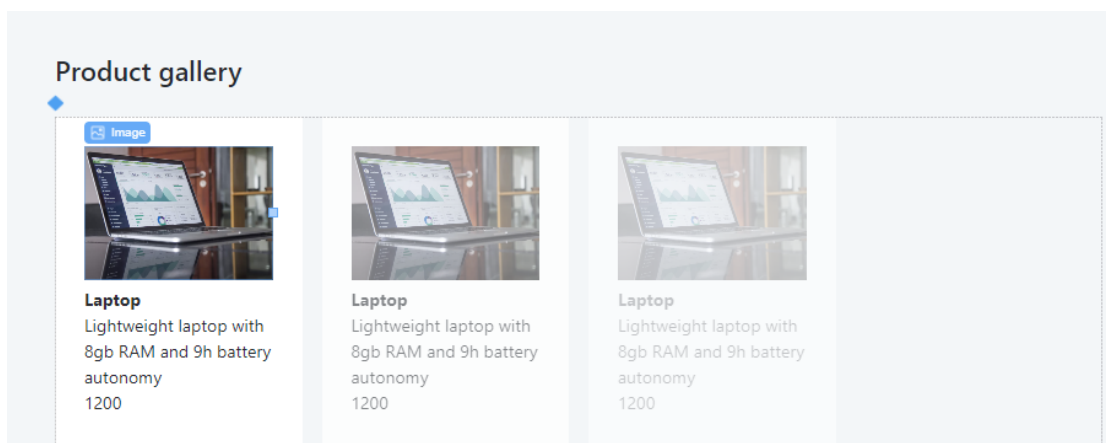 Product gallery
Image
Laptop
Lightweight laptop with
8gb RAM and 9h battery
autonomy
1200
Laptop
Lightweight laptop with
8gb RAM and 9h battery
autonomy
1200
Laptop
Lightweight laptop with
8gb RAM and 9h battery
autonomy
1200